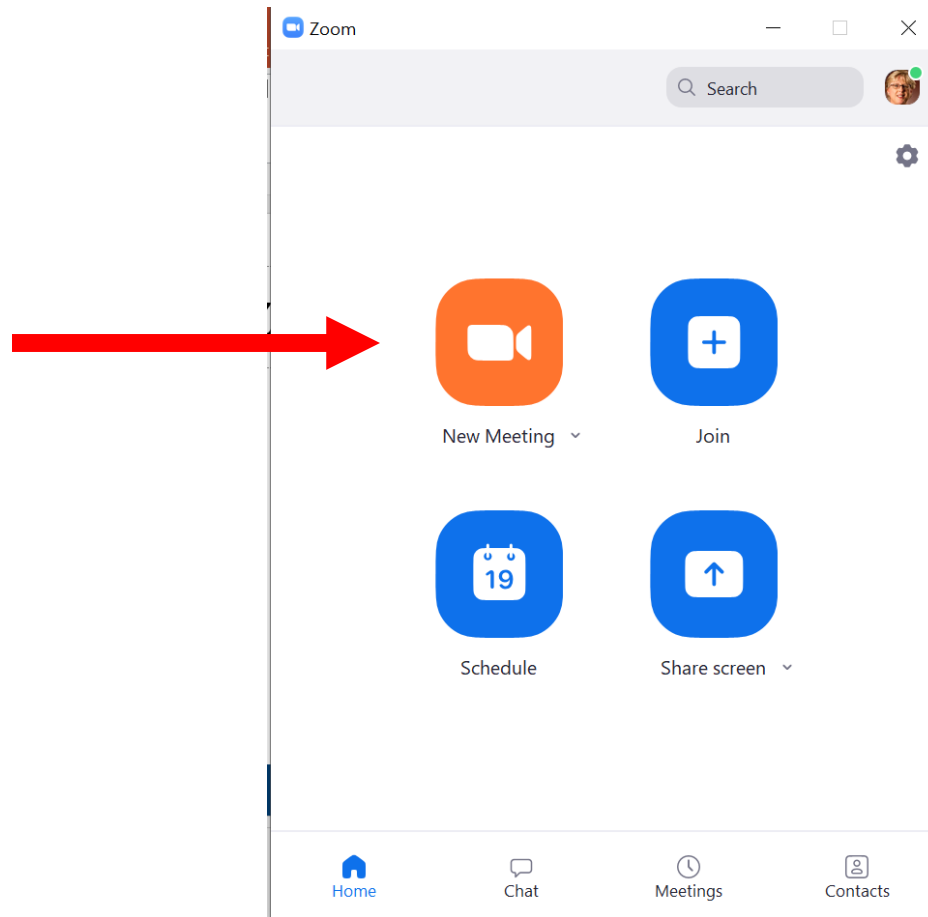 Zoom
Search
New Meeting
Join
19
Schedule
Share screen
Home
Chat
Meetings
Contacts